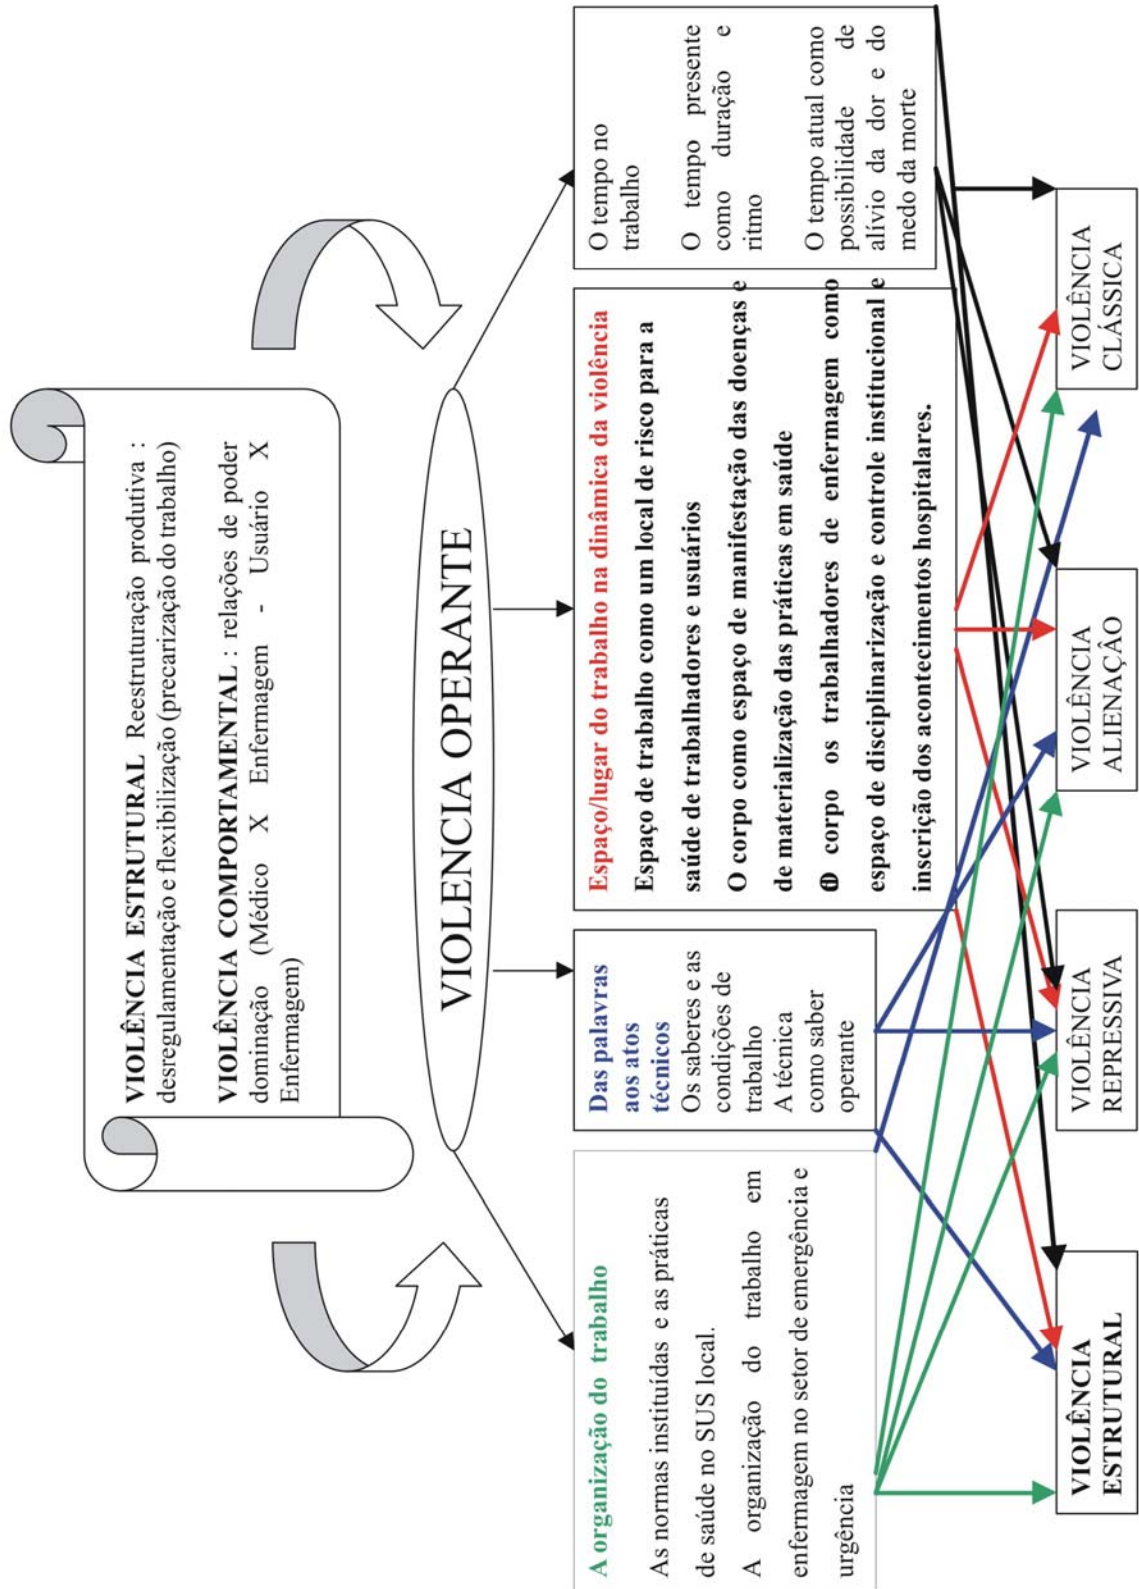 VIOLÊNCIA ESTRUTURAL Reestruturação produtiva :
desregulamentação e flexibilização (precarização do trabalho)
VIOLÊNCIA COMPORTAMENTAL : relações de poder
dominação (Médico X Enfermagem - Usuário X
Enfermagem)
VIOLENCIA OPERANTE
A organização do trabalho
As normas instituídas e as práticas
de saúde no SUS local.
A organização do trabalho em
enfermagem no setor de emergência e
urgência
Das palavras
aos atos
técnicos
Os saberes e as
condições de
trabalho
A técnica
como saber
operante
Espaço/lugar do trabalho na dinâmica da violência
Espaço de trabalho como um local de risco para a
saúde de trabalhadores e usuários
O corpo como espaço de manifestação das doenças e
de materialização das práticas em saúde
O corpo os trabalhadores de enfermagem como
espaço de disciplinarização e controle institucional e
inscrição dos acontecimentos hospitalares.
O tempo no
trabalho
O tempo presente
como duração e
ritmo
O tempo atual como
possibilidade de
alívio da dor e do
medo da morte
VIOLÊNCIA
ESTRUTURAL
VIOLÊNCIA
REPRESSIVA
VIOLÊNCIA
ALIENAÇÂO
VIOLÊNCIA
CLÁSSICA